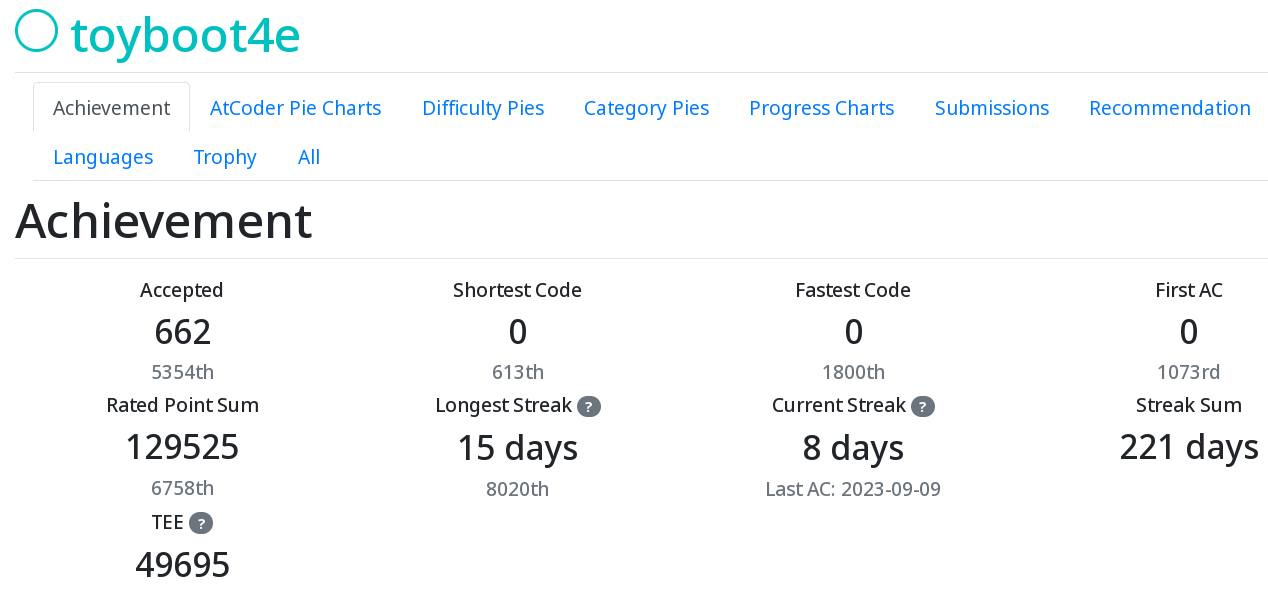 toyboot4e
Achievement AtCoder Pie Charts Difficulty Pies Category Pies Progress Charts Submissions Recommendation
Languages Trophy All
Achievement
Accepted Shortest Code Fastest Code First AC
662 0 0 0
5354th 613th 1800th 1073rd
Rated Point Sum Longest Streak ? Current Streak ? Streak Sum
129525 15 days 8 days 221 days
6758th 8020th Last AC: 2023-09-09
TEE ?
49695